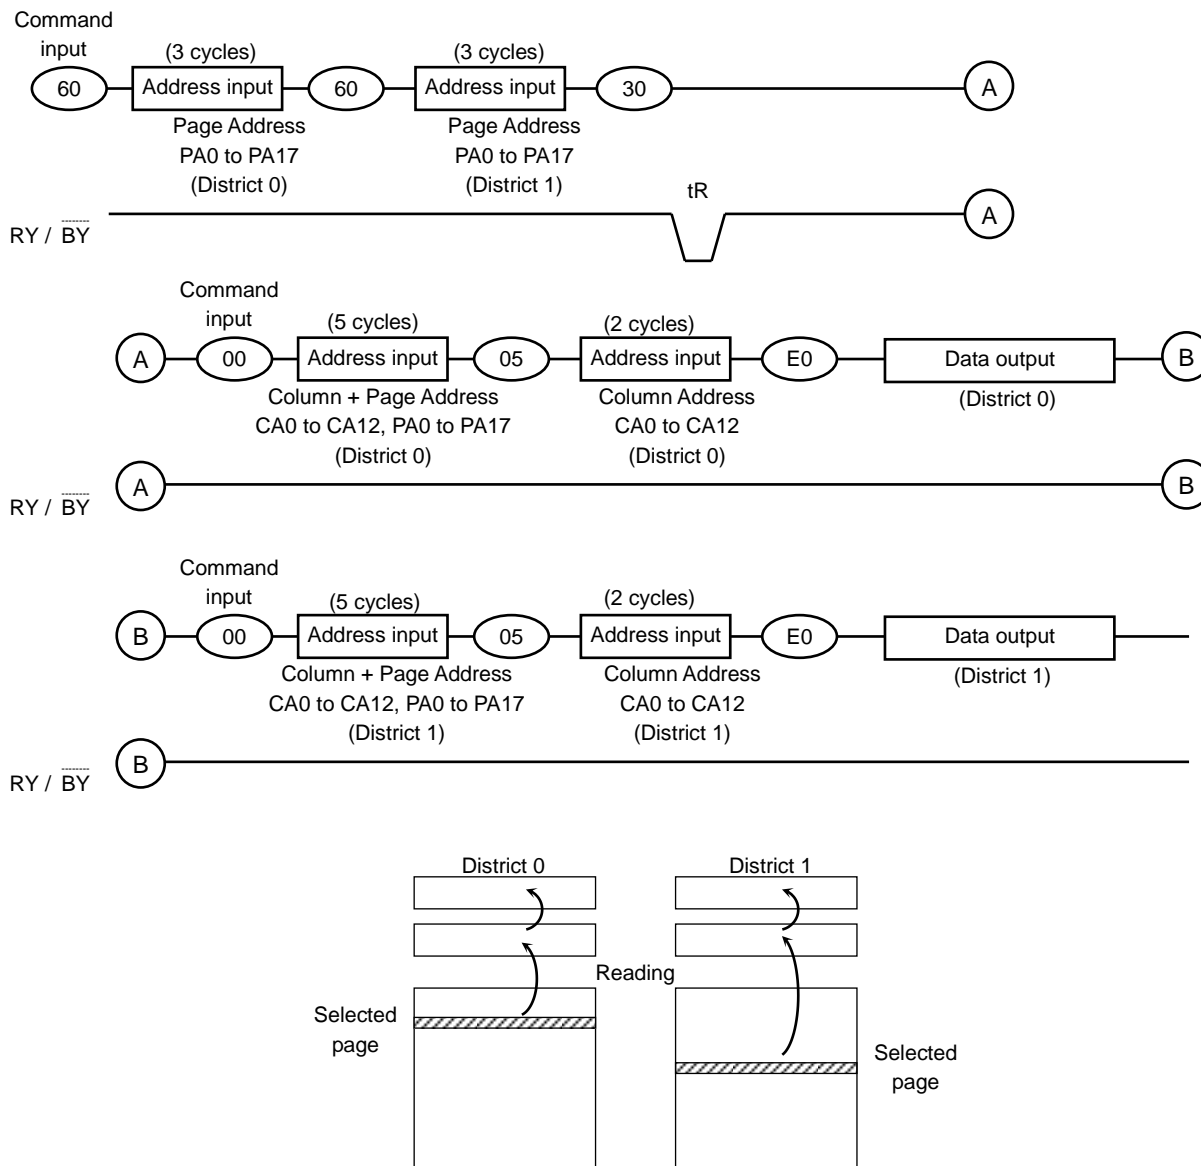 Command
input
(3 cycles)
(3 cycles)
60
Address input
60
Address input
30
A
Page Address
PA0 to PA17
(District 0)
Page Address
PA0 to PA17
(District 1)
tR
RY / BY
A
Command
input
(5 cycles)
(2 cycles)
A
00
Address input
05
Address input
E0
Data output
B
Column + Page Address
CA0 to CA12, PA0 to PA17
(District 0)
Column Address
CA0 to CA12
(District 0)
(District 0)
RY / BY
A
B
Command
input
(5 cycles)
(2 cycles)
B
00
Address input
05
Address input
E0
Data output
Column + Page Address
CA0 to CA12, PA0 to PA17
(District 1)
Column Address
CA0 to CA12
(District 1)
(District 1)
RY / BY
B
District 0
District 1
Reading
Selected
page
Selected
page